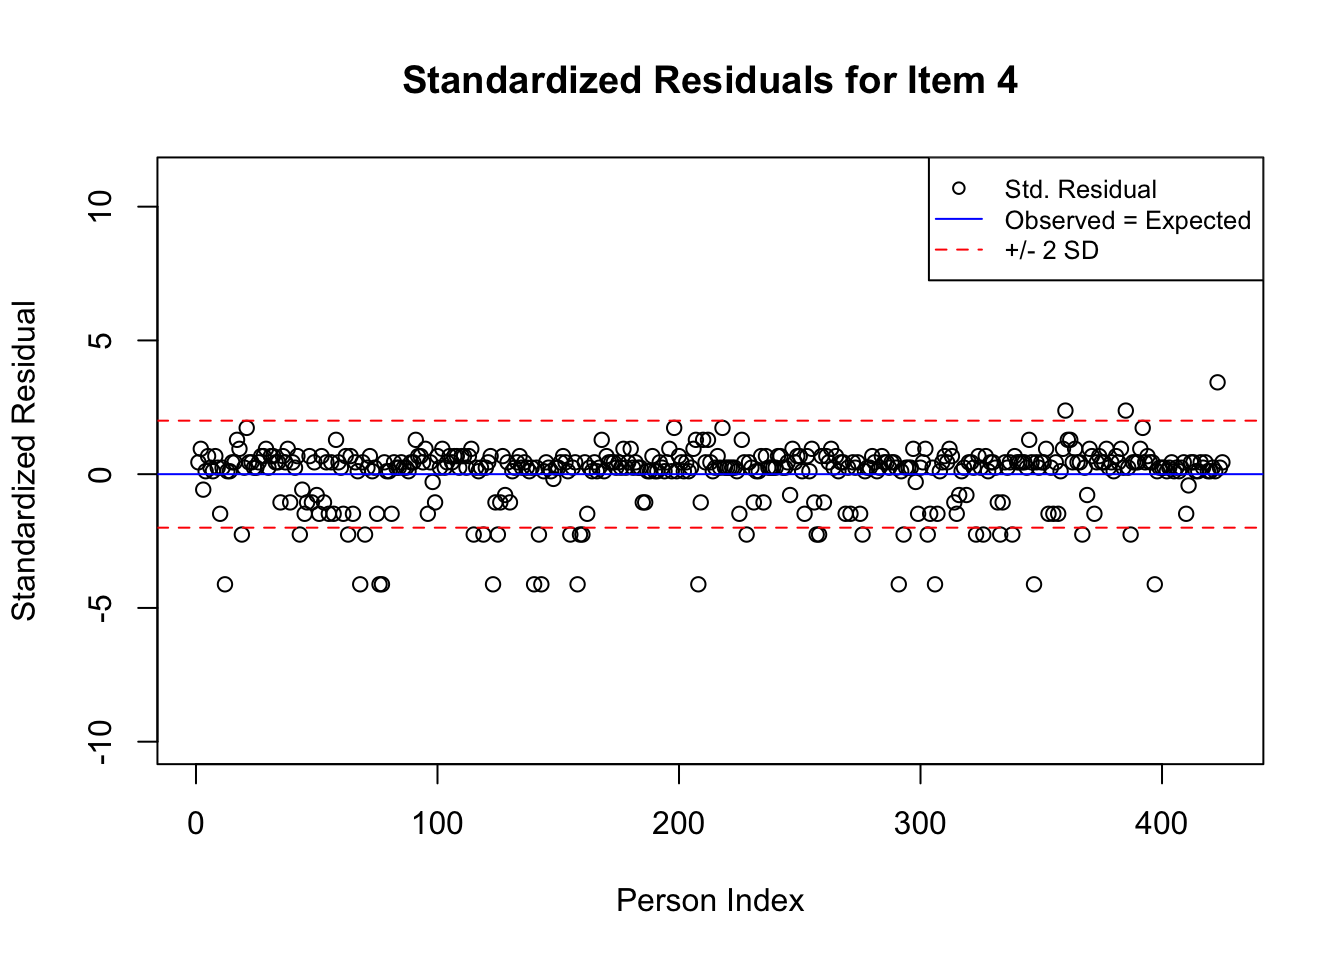 Standardized Residuals for Item 4
Std. Residual
Observed = Expected
+/- 2 SD
Standardized Residual
10
5
0
-5
-10
0 100 200 300 400
Person Index